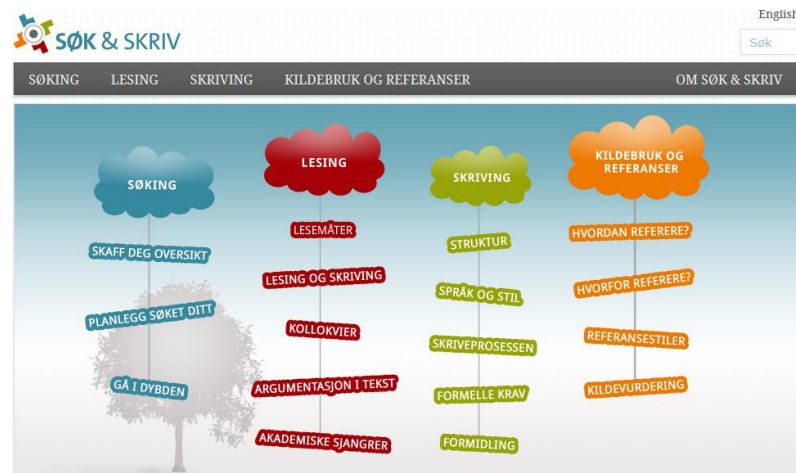 English
SØK & SKRIV
Søk
SØKING LESING SKRIVING KILDEBRUK OG REFERANSER OM SØK & SKRIV
SØKING
SKAFF DEG OVERSIKT
PLANLEGG SØKET DITT
GÅ I DYBDEN
LESING
LESEMÅTER
LESING OG SKRIVING
KOLLOKVIER
ARGUMENTASJON I TEKST
AKADEMISKE SJANGRER
SKRIVING
STRUKTUR
SPRÅK OG STIL
SKRIVEPROSESSEN
FORMELLE KRAV
FORMIDLING
KILDEBRUK OG
REFERANSER
HVORDAN REFERERE?
HVORFOR REFERERE?
REFERANSESTILER
KILDEVURDERING